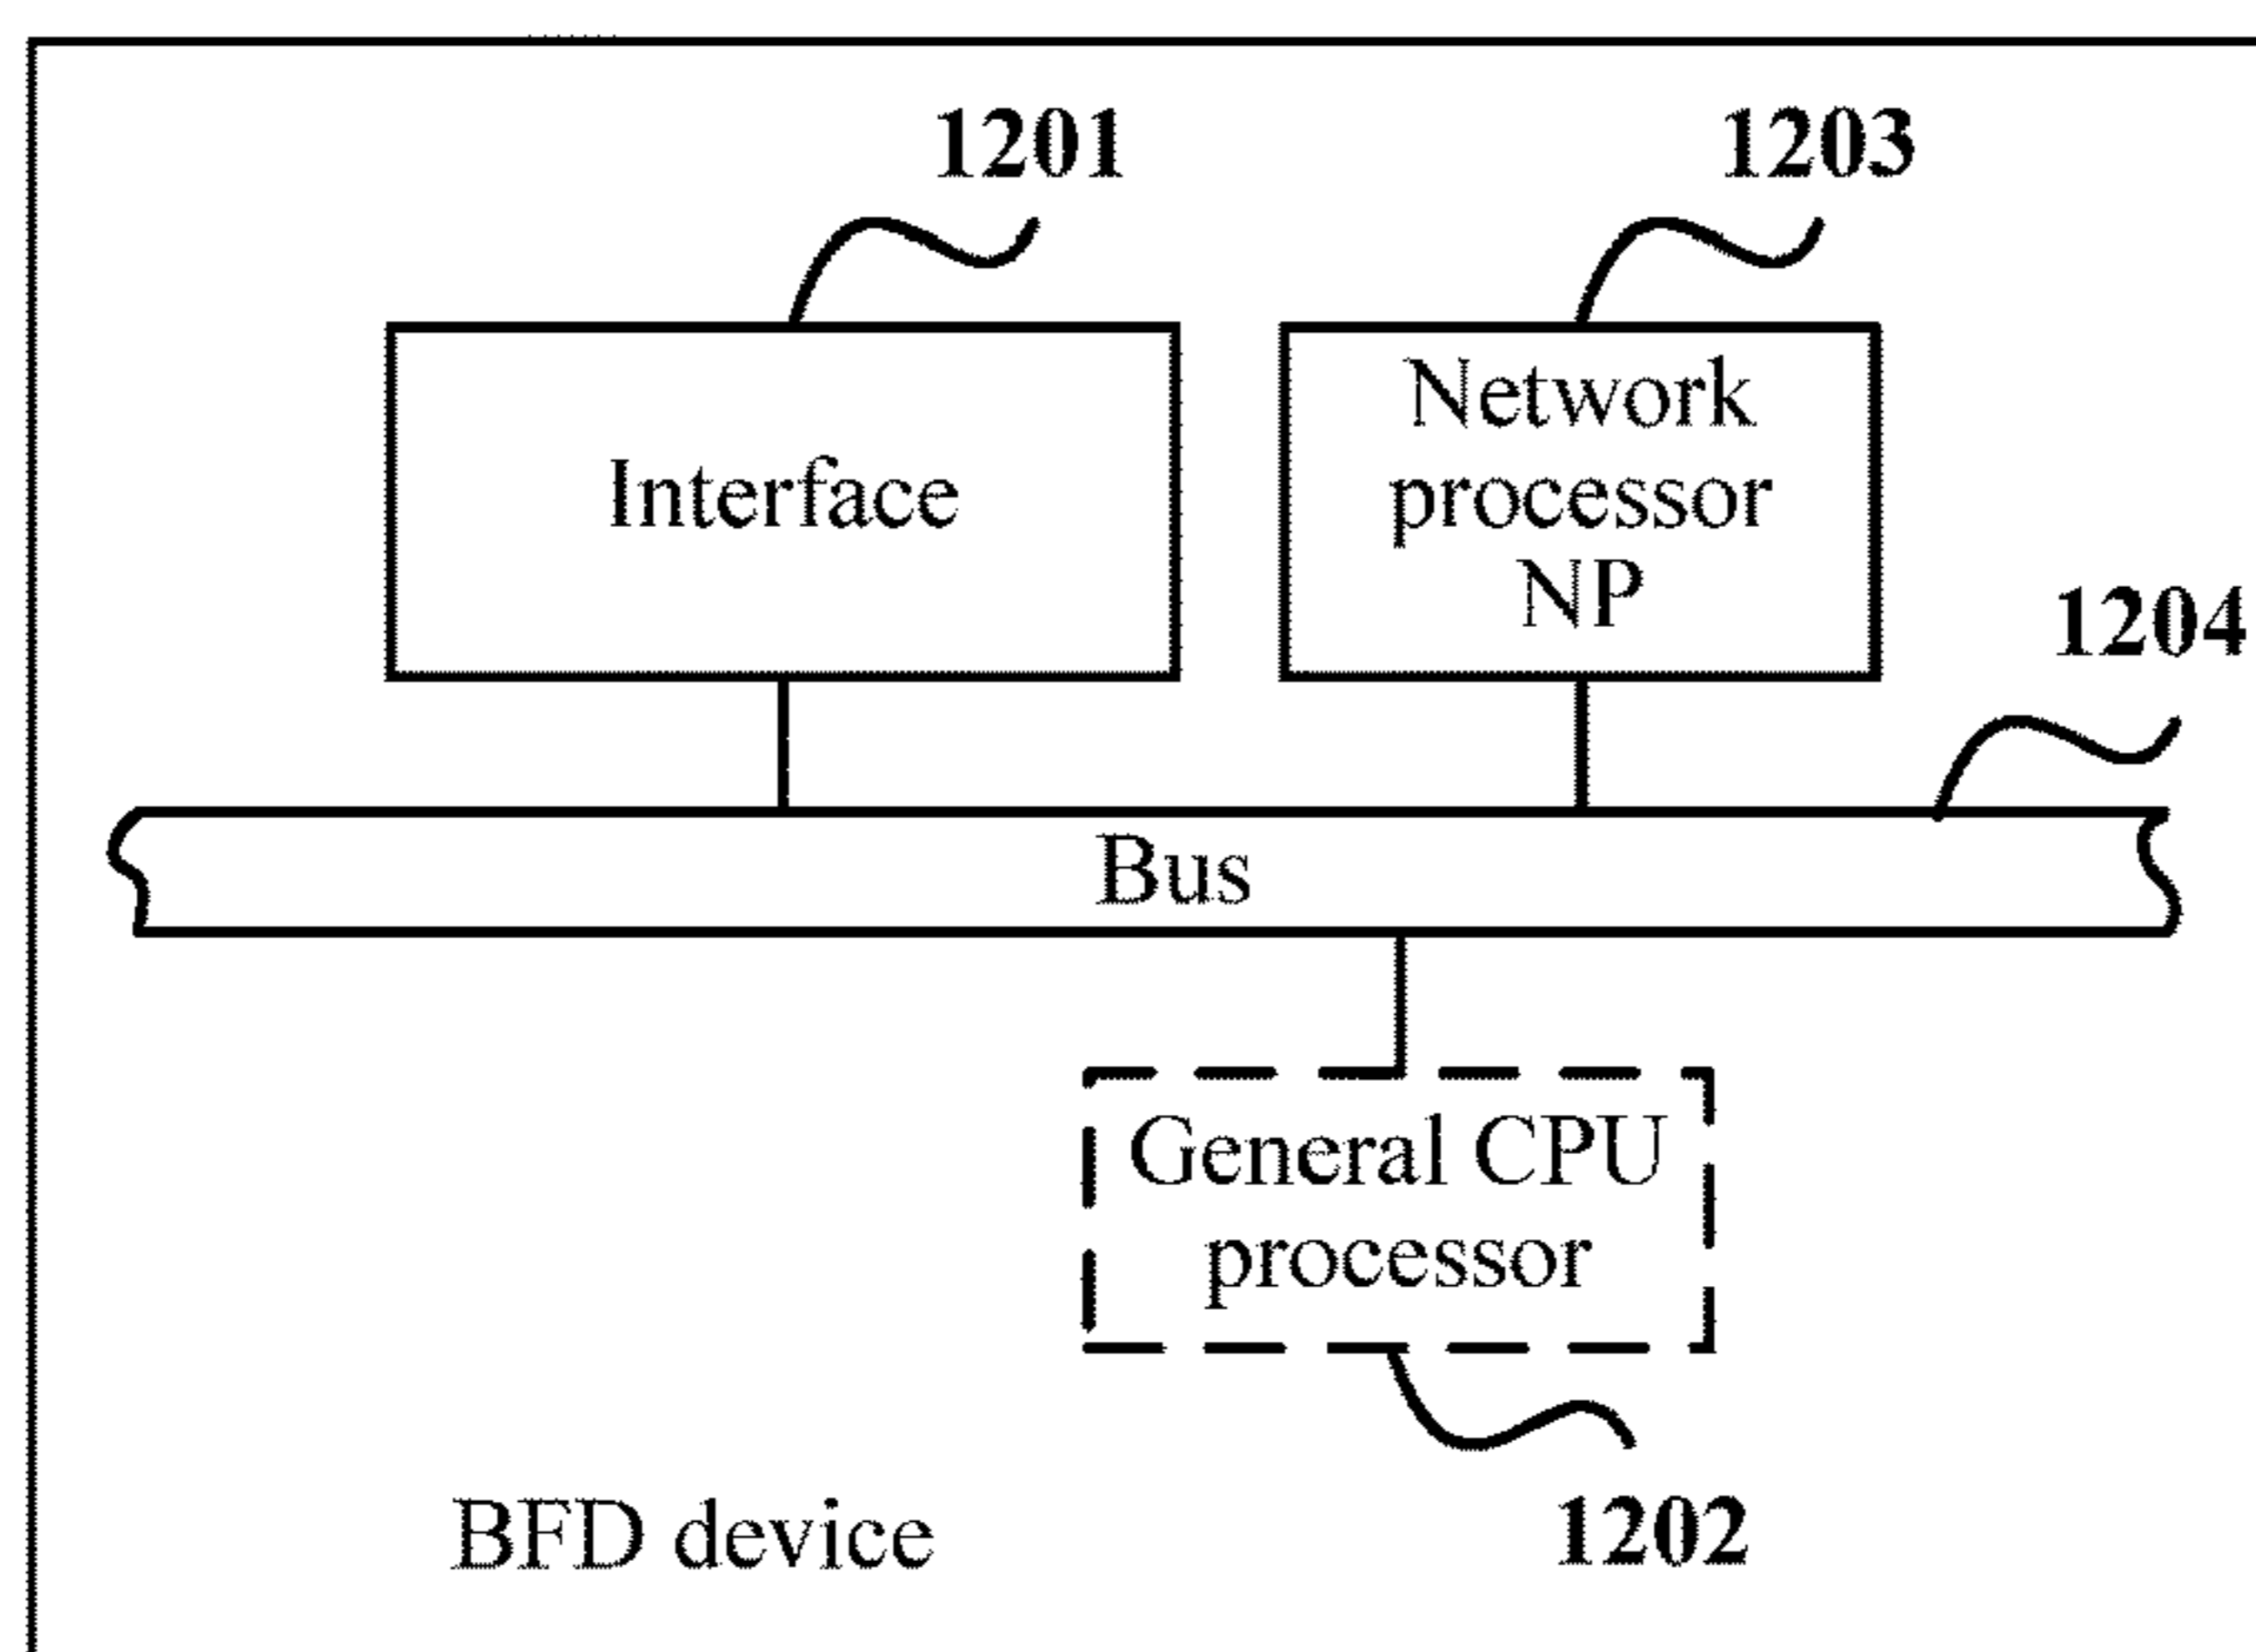 1201
1203
Interface
Network
processor
NP
1204
Bus
General CPU
processor
BFD device
1202